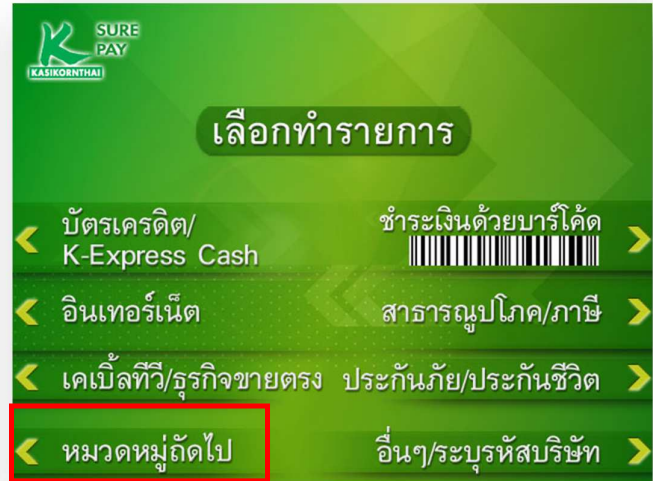 SURE
PAY
KASIKORNTHAI
เลือกทำรายการ
บัตรเครดิต/
K-Express Cash
ชำระเงินด้วยบาร์โค้ด
อินเทอร์เน็ต
สาธารณูปโภค/ภาษี
เคเบิ้ลทีวี/ธุรกิจขายตรง
ประกันภัย/ประกันชีวิต
หมวดหมู่ถัดไป
อื่นๆ/ระบุรหัสบริษัท